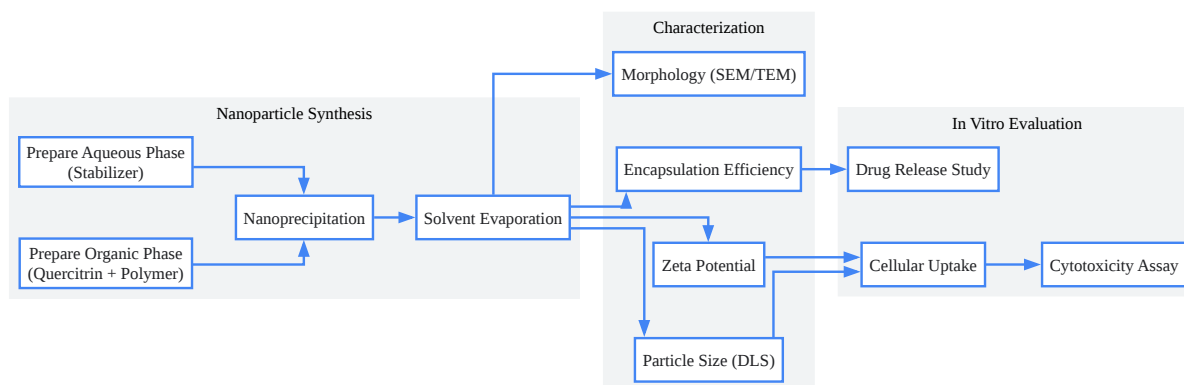 Nanoparticle Synthesis
Prepare Aqueous Phase
(Stabilizer)
Prepare Organic Phase
(Quercitrin + Polymer)
Nanoprecipitation
Solvent Evaporation
Characterization
Morphology (SEM/TEM)
Encapsulation Efficiency
Zeta Potential
Particle Size (DLS)
In Vitro Evaluation
Drug Release Study
Cellular Uptake
Cytotoxicity Assay